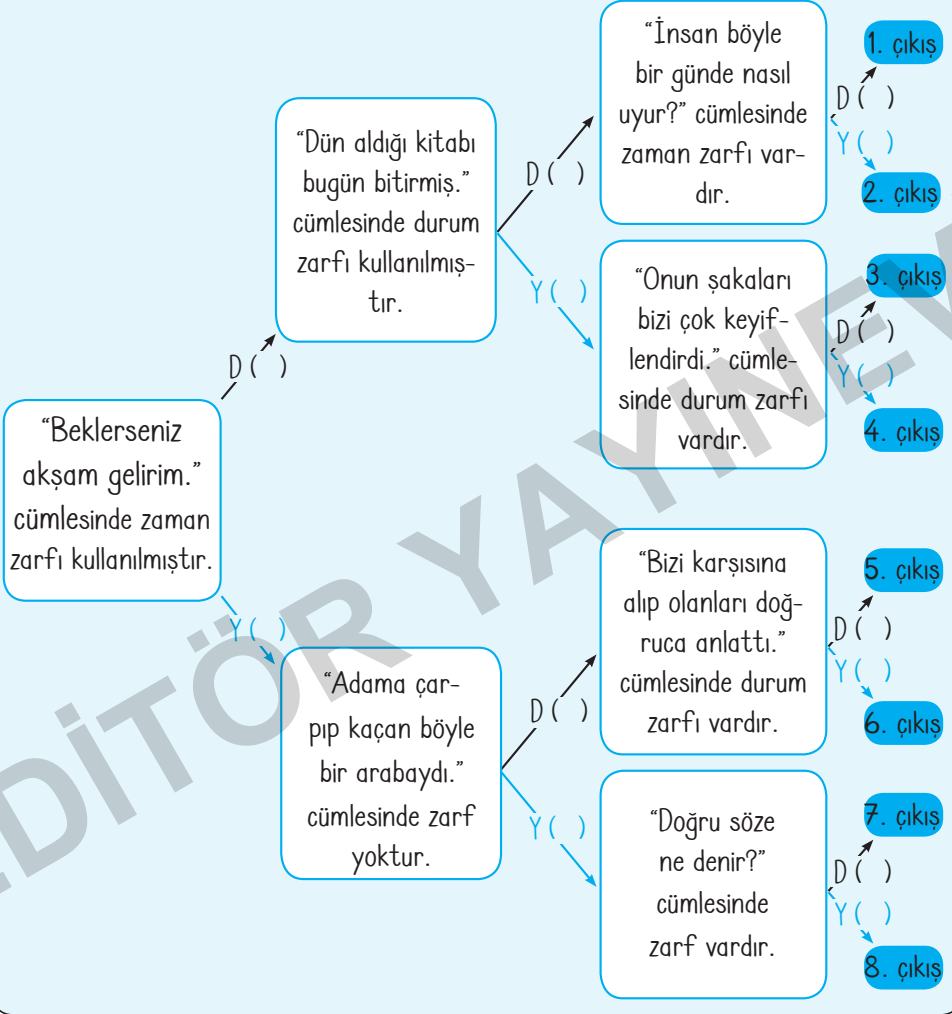 “Beklerseniz
akşam gelirim.”
cümlesinde zaman
zarfı kullanılmıştır.
D ( )
Y ( )
“Dün aldığı kitabı
bugün bitirmiş.”
cümlesinde durum
zarfı kullanılmış-
tır.
D ( )
Y ( )
“İnsan böyle
bir günde nasıl
uyur?” cümlesinde
zaman zarfı var-
dır.
D ( )
Y ( )
1. çıkış
2. çıkış
“Onun şakaları
bizi çok keyif-
lendirdi.” cümle-
sinde durum zarfı
vardır.
D ( )
Y ( )
3. çıkış
4. çıkış
“Adama çar-
pıp kaçan böyle
bir arabaydı.”
cümlesinde zarf
yoktur.
D ( )
Y ( )
“Bizi karşısına
alıp olanları doğ-
ruca anlattı.”
cümlesinde durum
zarfı vardır.
D ( )
Y ( )
5. çıkış
6. çıkış
“Doğru söze
ne denir?”
cümlesinde
zarf vardır.
D ( )
Y ( )
7. çıkış
8. çıkış
EDİTÖR YAYINEV